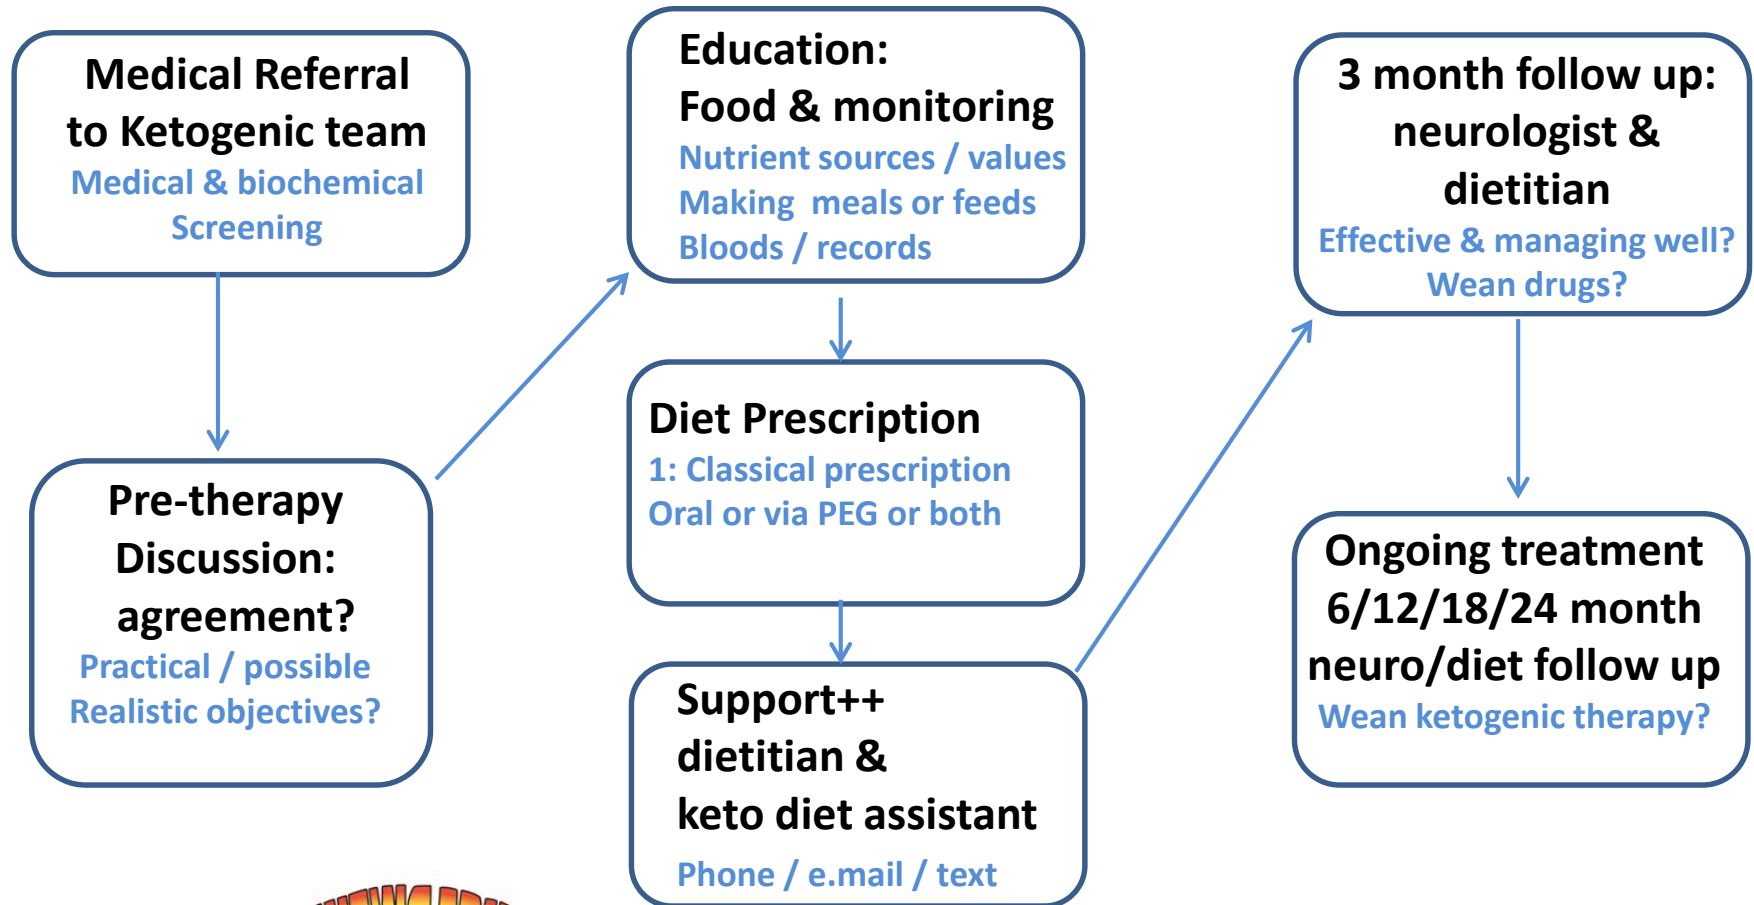 Medical Referral
to Ketogenic team
Medical & biochemical
Screening
Pre-therapy
Discussion:
agreement?
Practical / possible
Realistic objectives?
Education:
Food & monitoring
Nutrient sources / values
Making meals or feeds
Bloods / records
Diet Prescription
1: Classical prescription
Oral or via PEG or both
Support++
dietitian &
keto diet assistant
Phone / e.mail / text
3 month follow up:
neurologist &
dietitian
Effective & managing well?
Wean drugs?
Ongoing treatment
6/12/18/24 month
neuro/diet follow up
Wean ketogenic therapy?